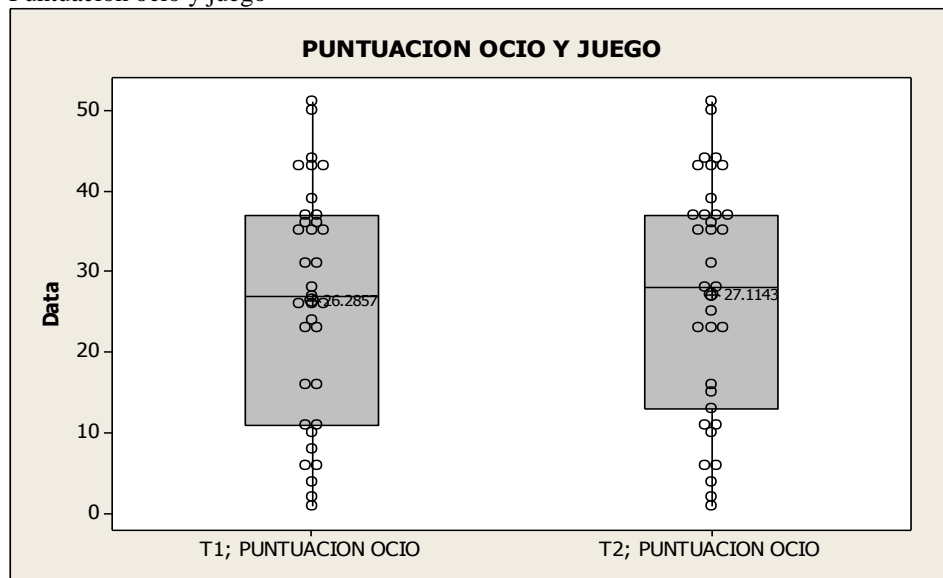 Puntuación ocio y juego
PUNTUACION OCIO Y JUEGO
50
40
30
20
10
0
Data
26.2857
27.1143
T1; PUNTUACION OCIO
T2; PUNTUACION OCIO